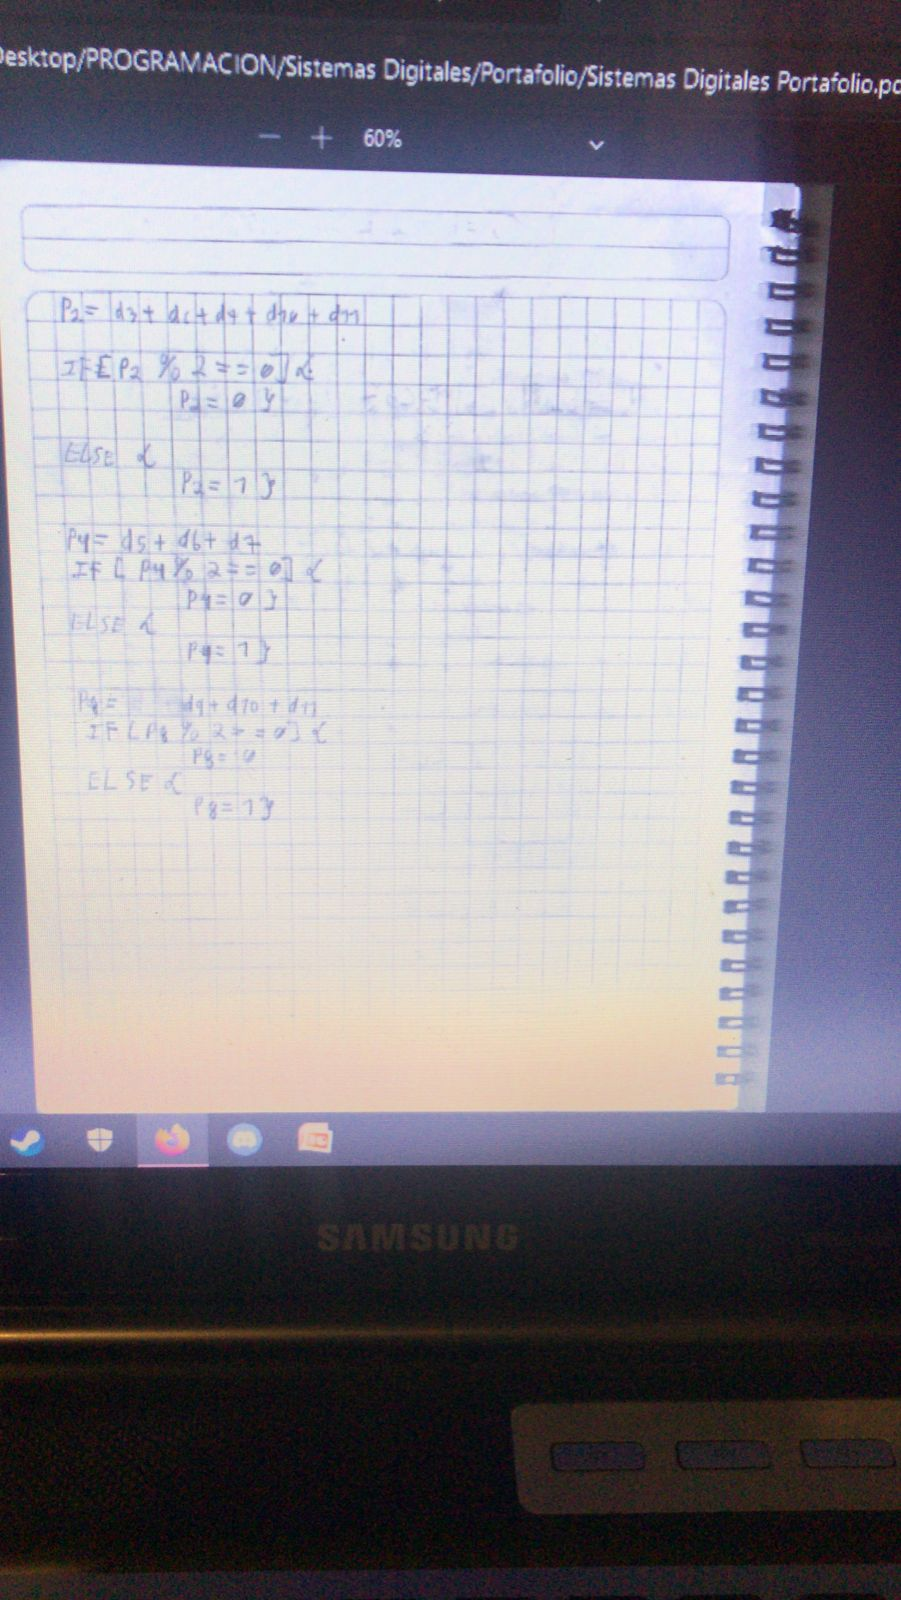 Desktop/PROGRAMACION/Sistemas Digitales/Portafolio/Sistemas Digitales Portafolio.pd
— + 60%
P2= d3+ d6+ d7+ d10 + d11
IF[P2 % 2 == 0]{
P2= 0 }
ELSE {
P2= 1 }
P4= d5+ d6+ d7
IF [ P4 % 2 == 0] {
P4= 0 }
ELSE {
P4= 1 }
P8= d9+ d10 + d11
IF [P8 % 2 == 0] {
P8= 0
ELSE {
P8= 1 }
SAMSUNG